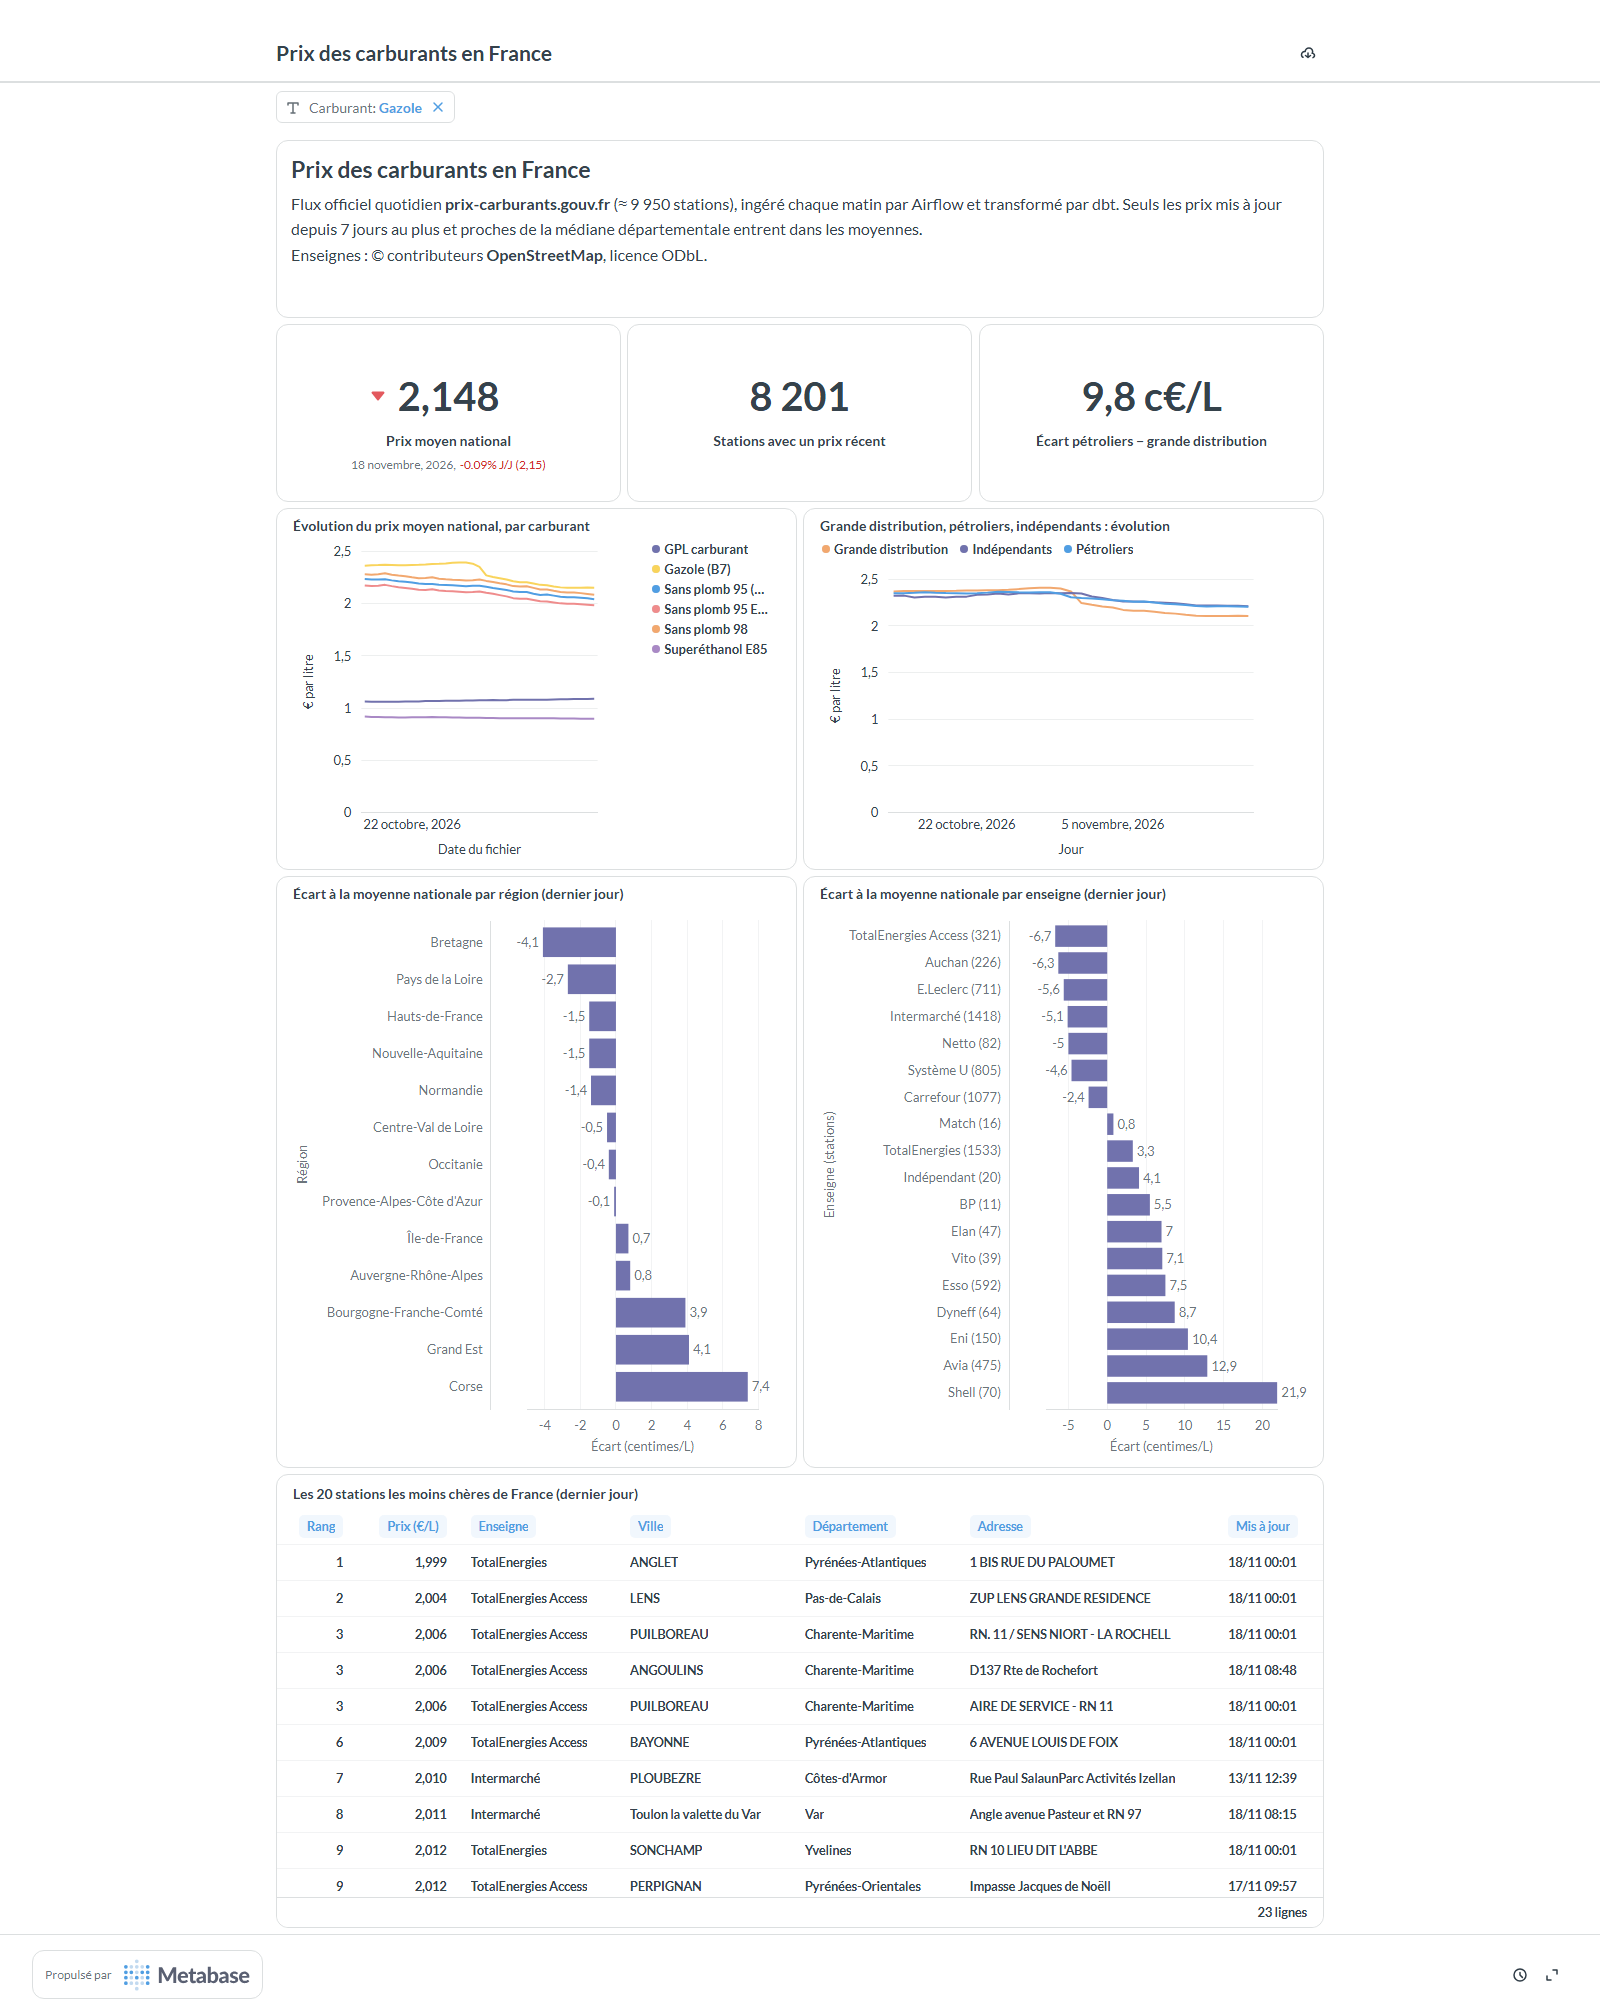 Prix des carburants en France
Carburant: Gazole
Prix des carburants en France
Flux officiel quotidien prix-carburants.gouv.fr (≈ 9 950 stations), ingéré chaque matin par Airflow et transformé par dbt. Seuls les prix mis à jour
depuis 7 jours au plus et proches de la médiane départementale entrent dans les moyennes.
Enseignes : © contributeurs OpenStreetMap, licence ODbL.
2,148
Prix moyen national
18 novembre, 2026, -0.09% J/J (2,15)
8 201
Stations avec un prix récent
9,8 c€/L
Écart pétroliers – grande distribution
Évolution du prix moyen national, par carburant
2,5
2
1,5
1
0,5
0
€ par litre
22 octobre, 2026
Date du fichier
GPL carburant
Gazole (B7)
Sans plomb 95 (...
Sans plomb 95 E...
Sans plomb 98
Superéthanol E85
Grande distribution, pétroliers, indépendants : évolution
Grande distribution Indépendants Pétroliers
2,5
2
1,5
1
0,5
0
€ par litre
22 octobre, 2026 5 novembre, 2026
Jour
Écart à la moyenne nationale par région (dernier jour)
Région
Bretagne -4,1
Pays de la Loire -2,7
Hauts-de-France -1,5
Nouvelle-Aquitaine -1,5
Normandie -1,4
Centre-Val de Loire -0,5
Occitanie -0,4
Provence-Alpes-Côte d'Azur -0,1
Île-de-France 0,7
Auvergne-Rhône-Alpes 0,8
Bourgogne-Franche-Comté 3,9
Grand Est 4,1
Corse 7,4
-4 -2 0 2 4 6 8
Écart (centimes/L)
Écart à la moyenne nationale par enseigne (dernier jour)
Enseigne (stations)
TotalEnergies Access (321) -6,7
Auchan (226) -6,3
E.Leclerc (711) -5,6
Intermarché (1418) -5,1
Netto (82) -5
Système U (805) -4,6
Carrefour (1077) -2,4
Match (16) 0,8
TotalEnergies (1533) 3,3
Indépendant (20) 4,1
BP (11) 5,5
Elan (47) 7
Vito (39) 7,1
Esso (592) 7,5
Dyneff (64) 8,7
Eni (150) 10,4
Avia (475) 12,9
Shell (70) 21,9
-5 0 5 10 15 20
Écart (centimes/L)
Les 20 stations les moins chères de France (dernier jour)
Rang Prix (€/L) Enseigne Ville Département Adresse Mis à jour
1 1,999 TotalEnergies ANGLET Pyrénées-Atlantiques 1 BIS RUE DU PALOUMET 18/11 00:01
2 2,004 TotalEnergies Access LENS Pas-de-Calais ZUP LENS GRANDE RESIDENCE 18/11 00:01
3 2,006 TotalEnergies Access PUILBOREAU Charente-Maritime RN. 11 / SENS NIORT - LA ROCHELL 18/11 00:01
3 2,006 TotalEnergies Access ANGOULINS Charente-Maritime D137 Rte de Rochefort 18/11 08:48
3 2,006 TotalEnergies Access PUILBOREAU Charente-Maritime AIRE DE SERVICE - RN 11 18/11 00:01
6 2,009 TotalEnergies Access BAYONNE Pyrénées-Atlantiques 6 AVENUE LOUIS DE FOIX 18/11 00:01
7 2,010 Intermarché PLOUBEZRE Côtes-d'Armor Rue Paul SalaunParc Activités Izellan 13/11 12:39
8 2,011 Intermarché Toulon la valette du Var Var Angle avenue Pasteur et RN 97 18/11 08:15
9 2,012 TotalEnergies SONCHAMP Yvelines RN 10 LIEU DIT L'ABBE 18/11 00:01
9 2,012 TotalEnergies Access PERPIGNAN Pyrénées-Orientales Impasse Jacques de Noëll 17/11 09:57
23 lignes
Propulsé par Metabase